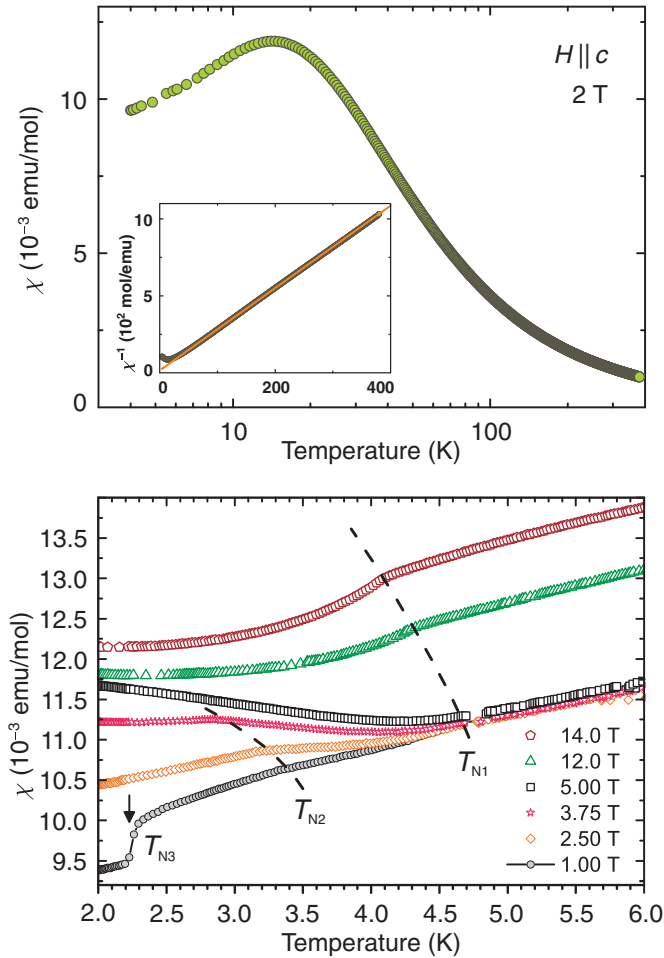 10
5
0
χ (10⁻³ emu/mol)
H || c
2 T
10
5
0
χ⁻¹ (10² mol/emu)
0 200 400
10 100
Temperature (K)
13.5
13.0
12.5
12.0
11.5
11.0
10.5
10.0
9.5
χ (10⁻³ emu/mol)
T_N1
T_N2
T_N3
14.0 T
12.0 T
5.00 T
3.75 T
2.50 T
1.00 T
2.0 2.5 3.0 3.5 4.0 4.5 5.0 5.5 6.0
Temperature (K)